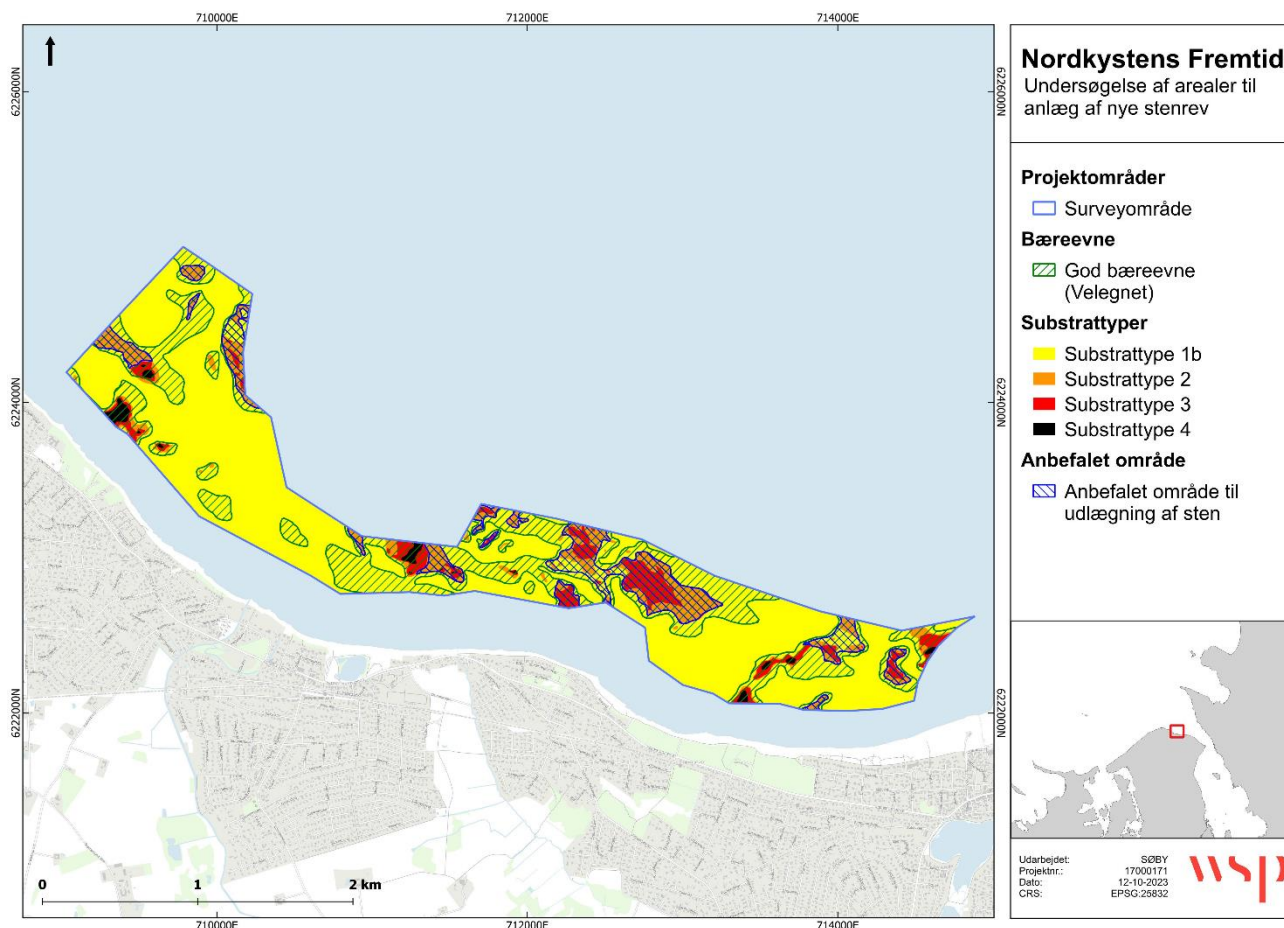 710000E
712000E
714000E
6226000N
6226000N
6224000N
6224000N
6222000N
6222000N
0
1
2 km
710000E
712000E
714000E
Nordkystens Fremtid
Undersøgelse af arealer til
anlæg af nye stenrev
Projektområder
Surveyområde
Bæreevne
God bæreevne
(Velegnet)
Substrattyper
Substrattype 1b
Substrattype 2
Substrattype 3
Substrattype 4
Anbefalet område
Anbefalet område til
udlægning af sten
Udarbejdet: SØBY
Projektnr.: 17000171
Dato: 12-10-2023
CRS: EPSG:25832
wsp